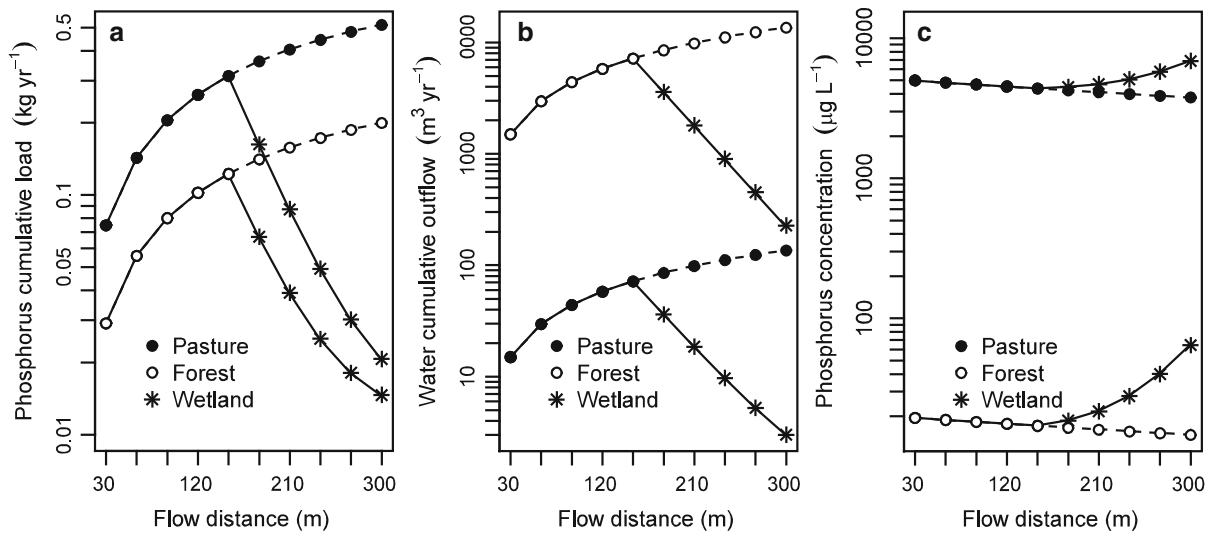 a
Phosphorus cumulative load (kg yr⁻¹)
0.5
0.1
0.05
0.01
Pasture
Forest
Wetland
30 120 210 300
Flow distance (m)
b
Water cumulative outflow (m³ yr⁻¹)
10000
1000
100
10
Pasture
Forest
Wetland
30 120 210 300
Flow distance (m)
c
Phosphorus concentration (µg L⁻¹)
10000
1000
100
Pasture
Forest
Wetland
30 120 210 300
Flow distance (m)